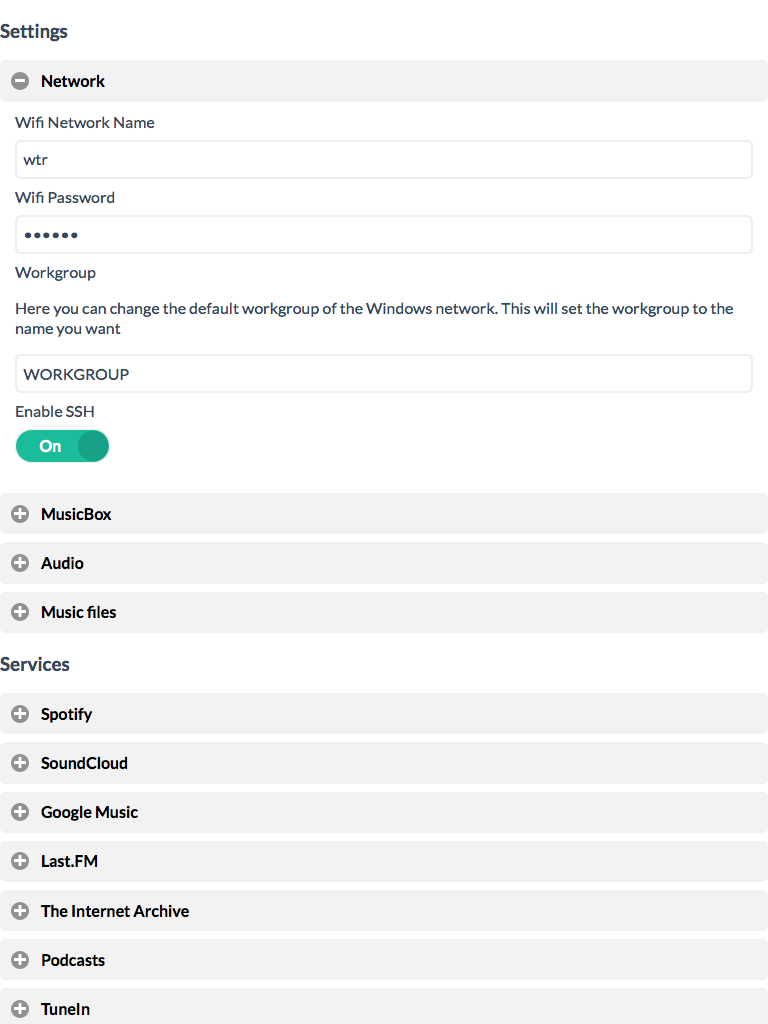 Settings
Network
Wifi Network Name
wtr
Wifi Password
••••••
Workgroup
Here you can change the default workgroup of the Windows network. This will set the workgroup to the
name you want
WORKGROUP
Enable SSH
On
MusicBox
Audio
Music files
Services
Spotify
SoundCloud
Google Music
Last.FM
The Internet Archive
Podcasts
TuneIn